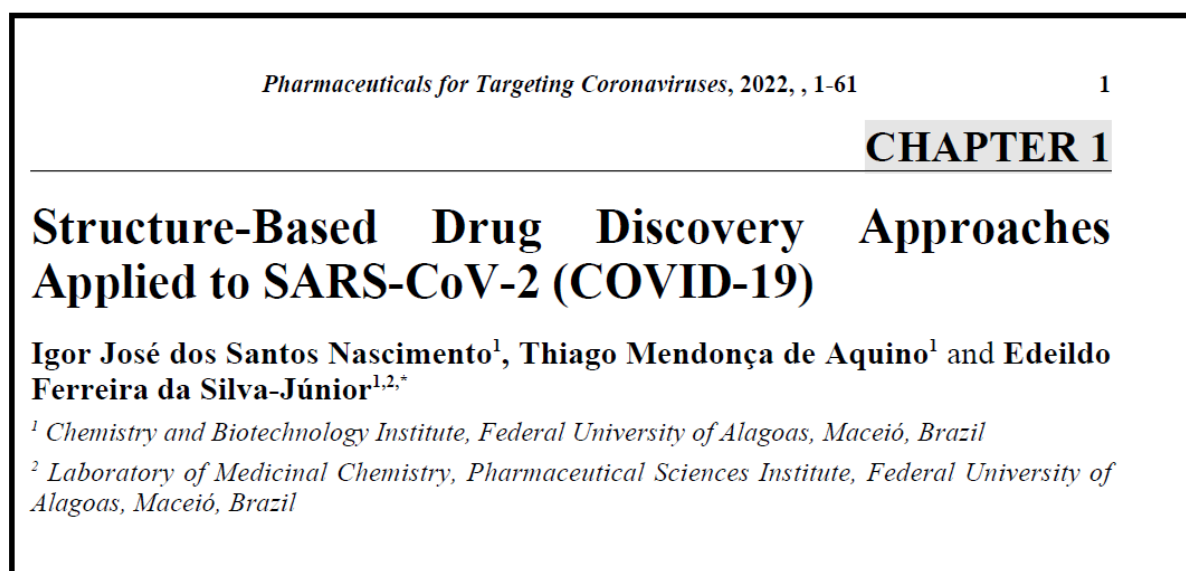 Pharmaceuticals for Targeting Coronaviruses, 2022, , 1-61 1
CHAPTER 1
Structure-Based Drug Discovery Approaches
Applied to SARS-CoV-2 (COVID-19)
Igor José dos Santos Nascimento1, Thiago Mendonça de Aquino1 and Edeildo
Ferreira da Silva-Júnior1,2,*
1 Chemistry and Biotechnology Institute, Federal University of Alagoas, Maceió, Brazil
2 Laboratory of Medicinal Chemistry, Pharmaceutical Sciences Institute, Federal University of
Alagoas, Maceió, Brazil